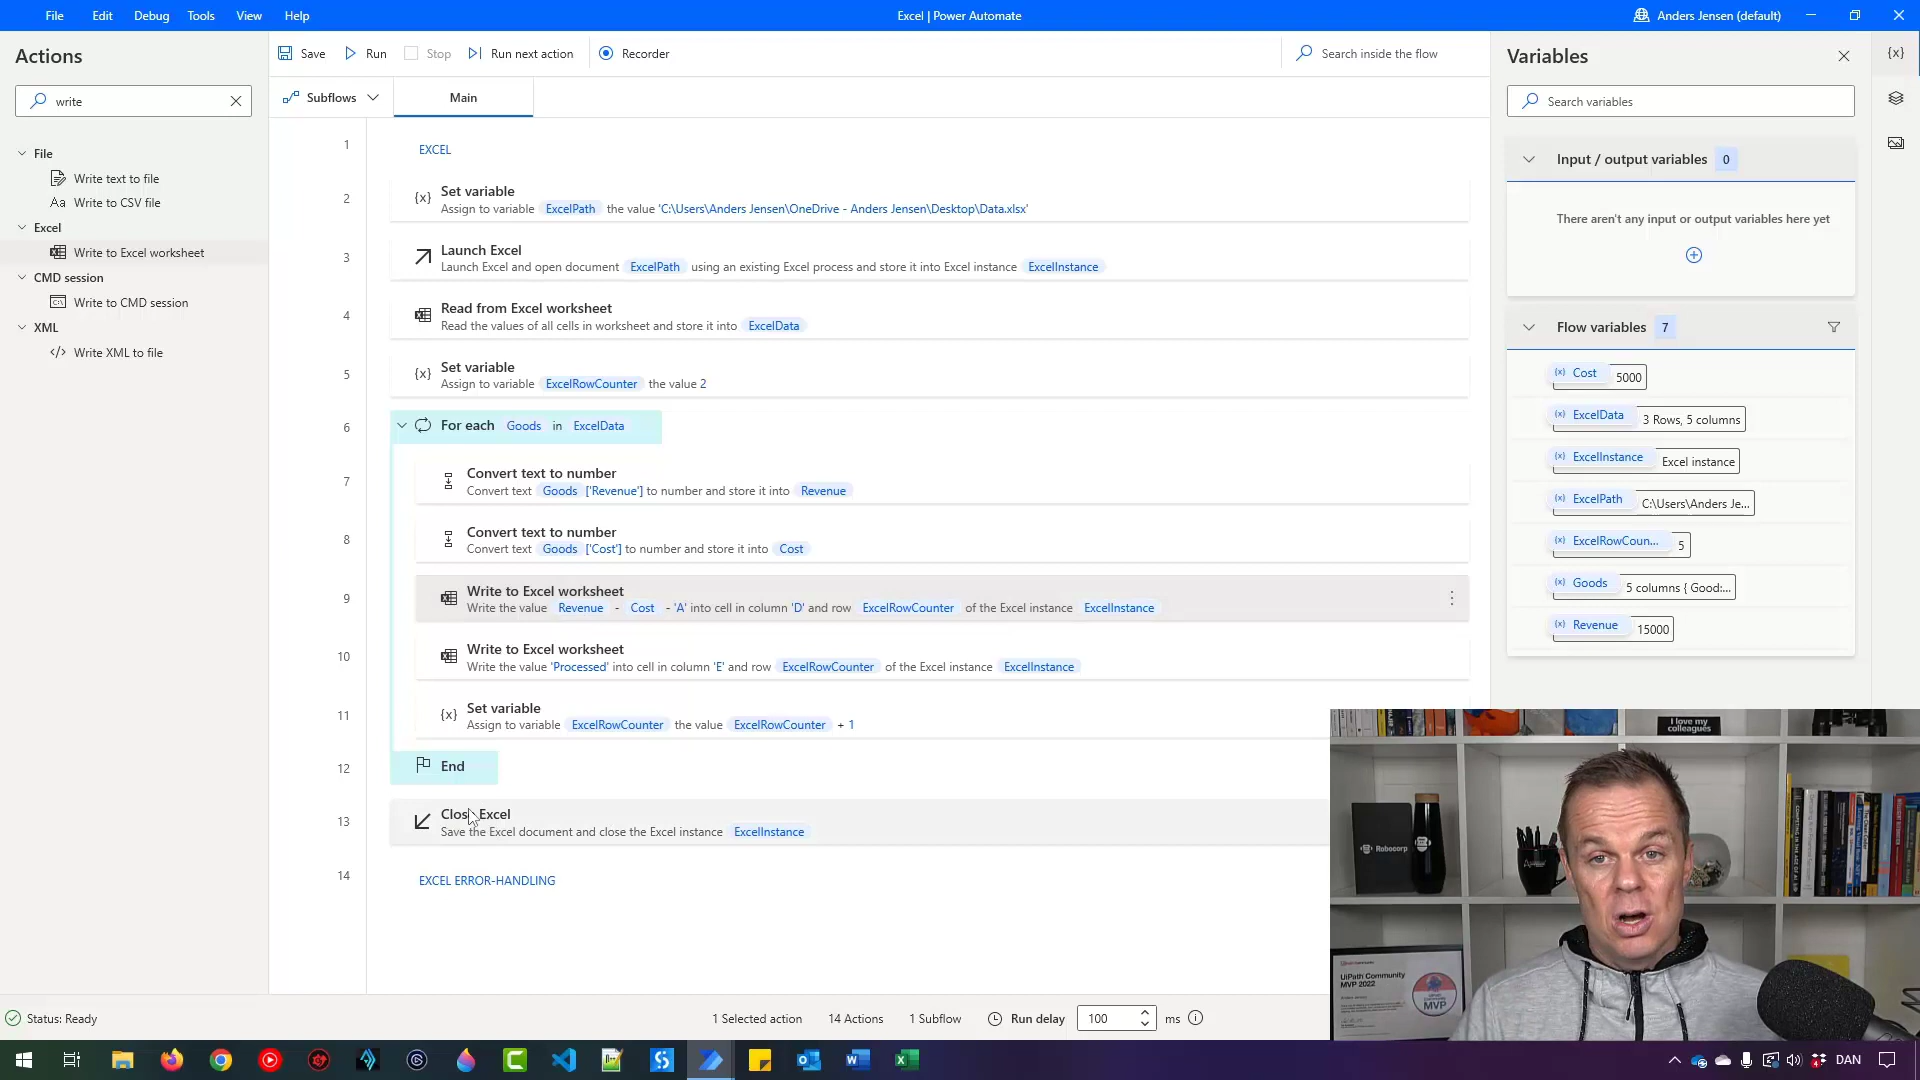 File Edit Debug Tools View Help
Excel | Power Automate
Anders Jensen (default)
Actions
write
File
Write text to file
Aa Write to CSV file
Excel
Write to Excel worksheet
CMD session
Write to CMD session
XML
Write XML to file
Save Run Stop Run next action Recorder
Search inside the flow
Subflows Main
1 EXCEL
2 {x} Set variable
Assign to variable ExcelPath the value 'C:\Users\Anders Jensen\OneDrive - Anders Jensen\Desktop\Data.xlsx'
3 Launch Excel
Launch Excel and open document ExcelPath using an existing Excel process and store it into Excel instance ExcelInstance
4 Read from Excel worksheet
Read the values of all cells in worksheet and store it into ExcelData
5 {x} Set variable
Assign to variable ExcelRowCounter the value 2
6 For each Goods in ExcelData
7 Convert text to number
Convert text Goods ['Revenue'] to number and store it into Revenue
8 Convert text to number
Convert text Goods ['Cost'] to number and store it into Cost
9 Write to Excel worksheet
Write the value Revenue - Cost - 'A' into cell in column 'D' and row ExcelRowCounter of the Excel instance ExcelInstance
10 Write to Excel worksheet
Write the value 'Processed' into cell in column 'E' and row ExcelRowCounter of the Excel instance ExcelInstance
11 {x} Set variable
Assign to variable ExcelRowCounter the value ExcelRowCounter + 1
12 End
13 Close Excel
Save the Excel document and close the Excel instance ExcelInstance
14 EXCEL ERROR-HANDLING
Variables
{x}
Search variables
Input / output variables 0
There aren't any input or output variables here yet
Flow variables 7
(x) Cost 5000
(x) ExcelData 3 Rows, 5 columns
(x) ExcelInstance Excel instance
(x) ExcelPath C:\Users\Anders Je...
(x) ExcelRowCoun... 5
(x) Goods 5 columns { Good:...
(x) Revenue 15000
I love my
colleagues
Robocorp
UiPath Community
MVP 2022
MVP
Status: Ready
1 Selected action 14 Actions 1 Subflow Run delay 100 ms
DAN